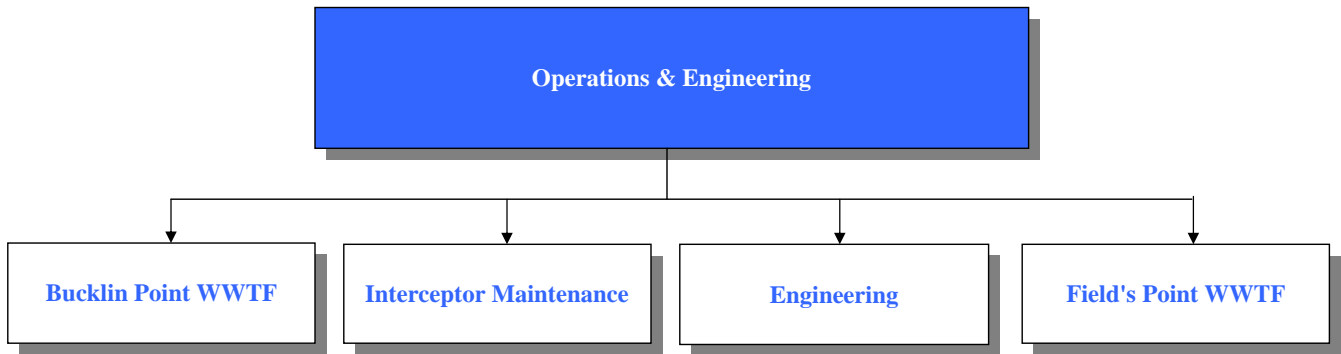 Operations & Engineering
Bucklin Point WWTF
Interceptor Maintenance
Engineering
Field's Point WWTF